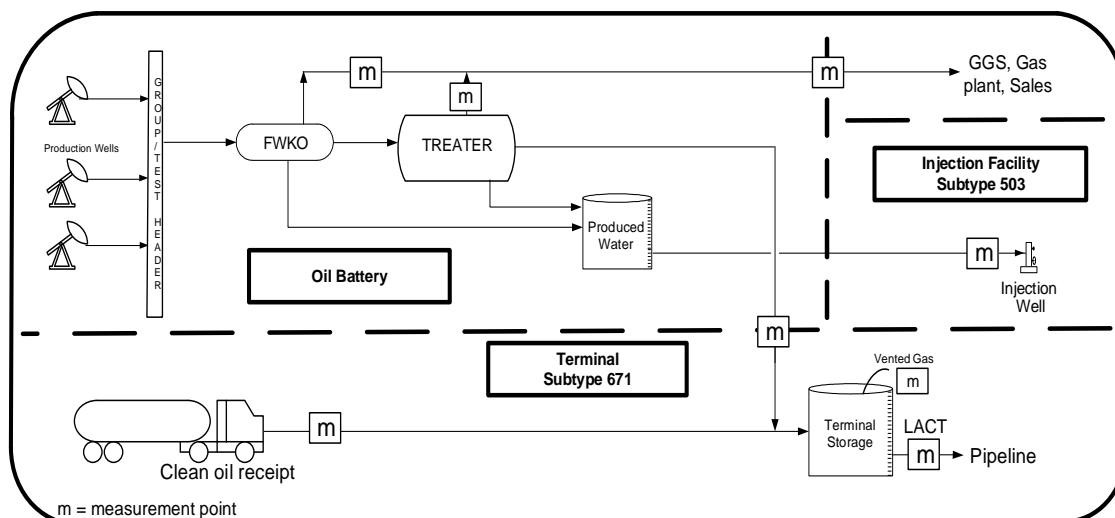 m
m
m
GGS, Gas
plant, Sales
GROUP/TEST HEADER
FWKO
TREATER
Production Wells
Injection Facility
Subtype 503
Produced
Water
Oil Battery
m
Injection
Well
m
Terminal
Subtype 671
Vented Gas
m
m
Terminal
Storage
LACT
m
Pipeline
Clean oil receipt
m = measurement point